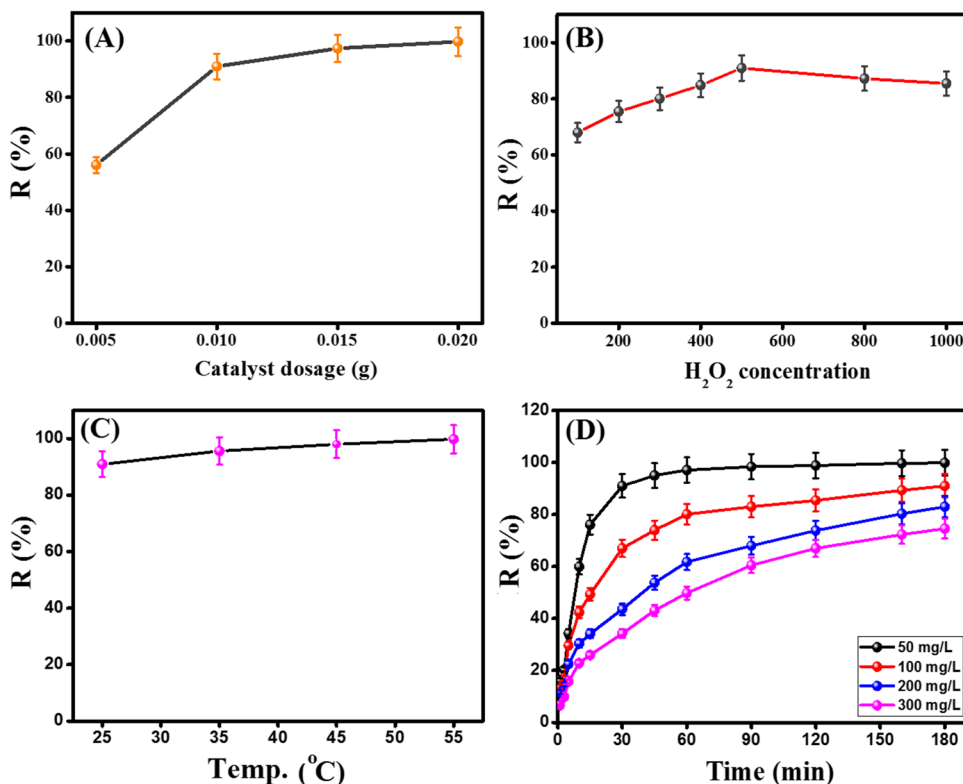 (A)
R (%)
100
80
60
40
20
0
0.005 0.010 0.015 0.020
Catalyst dosage (g)
(B)
R (%)
100
80
60
40
20
0
200 400 600 800 1000
H₂O₂ concentration
(C)
R (%)
100
80
60
40
20
0
25 30 35 40 45 50 55
Temp. (°C)
(D)
R (%)
120
100
80
60
40
20
0
0 30 60 90 120 150 180
Time (min)
50 mg/L
100 mg/L
200 mg/L
300 mg/L